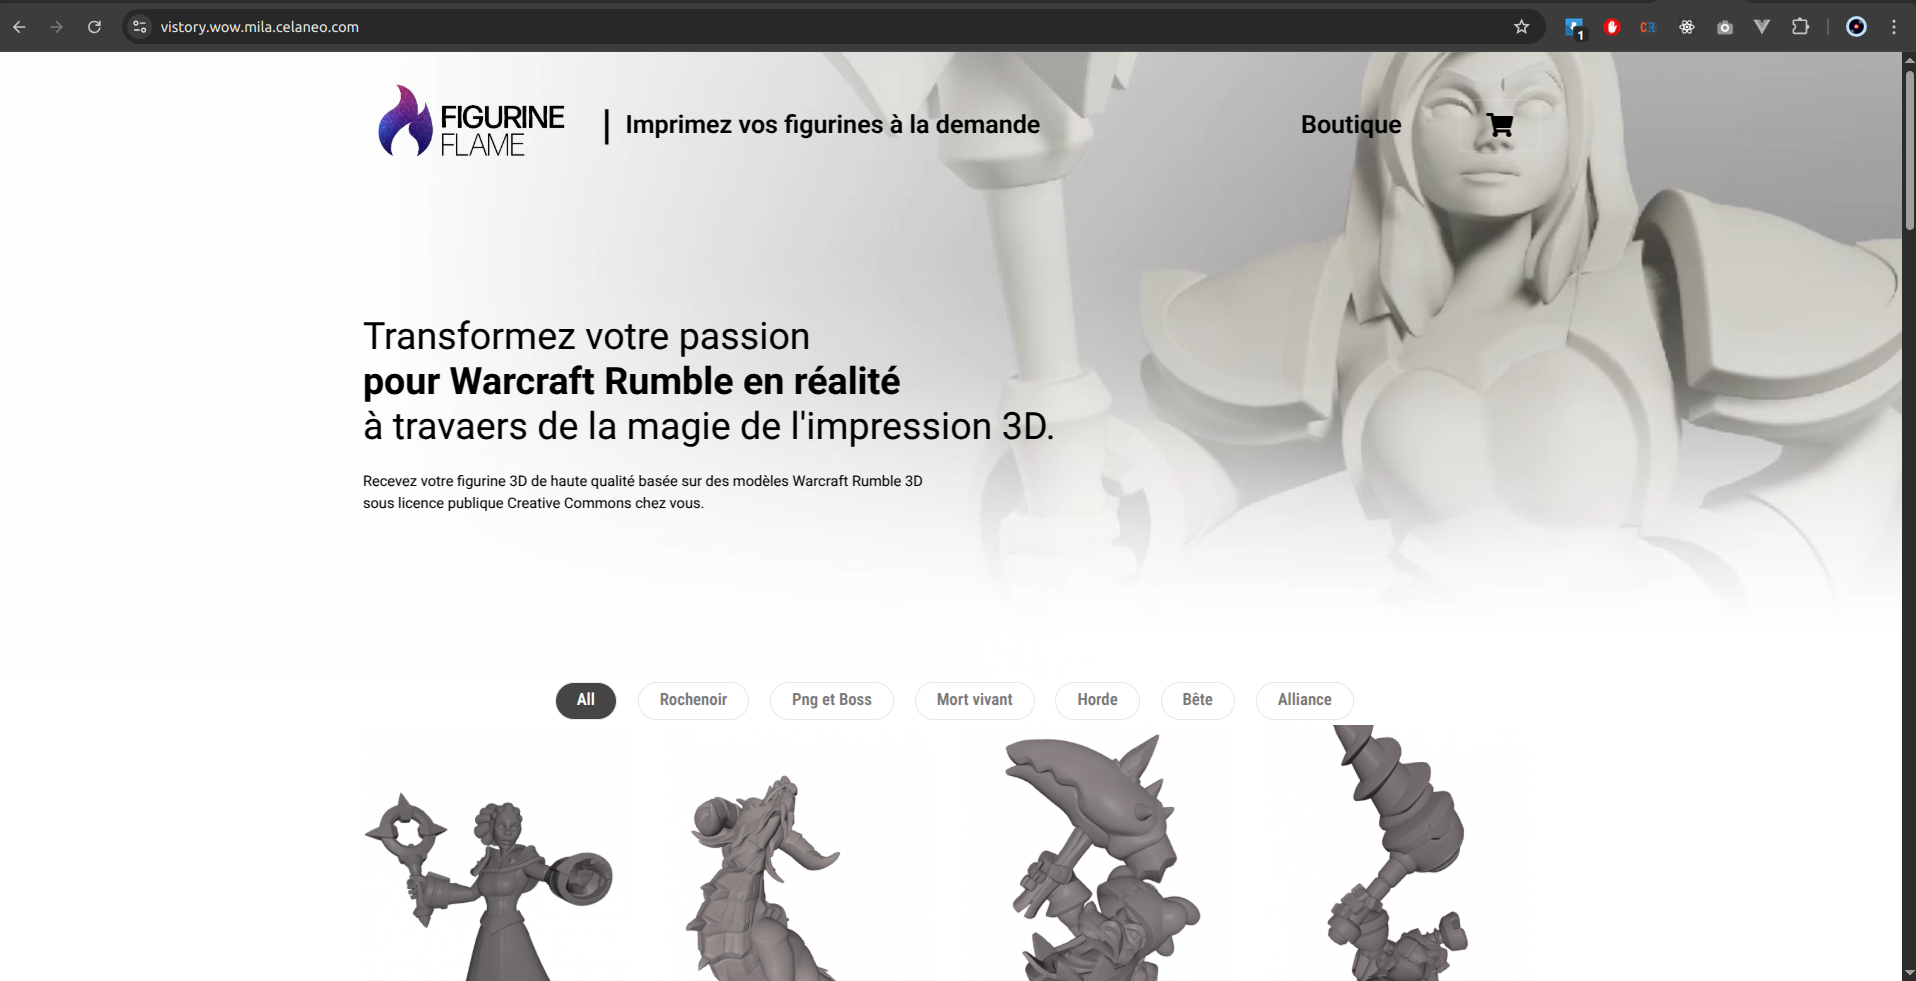 vistory.wow.mila.celaneo.com
1
FIGURINE
FLAME
Imprimez vos figurines à la demande
Boutique
Transformez votre passion
pour Warcraft Rumble en réalité
à travaers de la magie de l'impression 3D.
Recevez votre figurine 3D de haute qualité basée sur des modèles Warcraft Rumble 3D
sous licence publique Creative Commons chez vous.
All
Rochenoir
Png et Boss
Mort vivant
Horde
Bête
Alliance